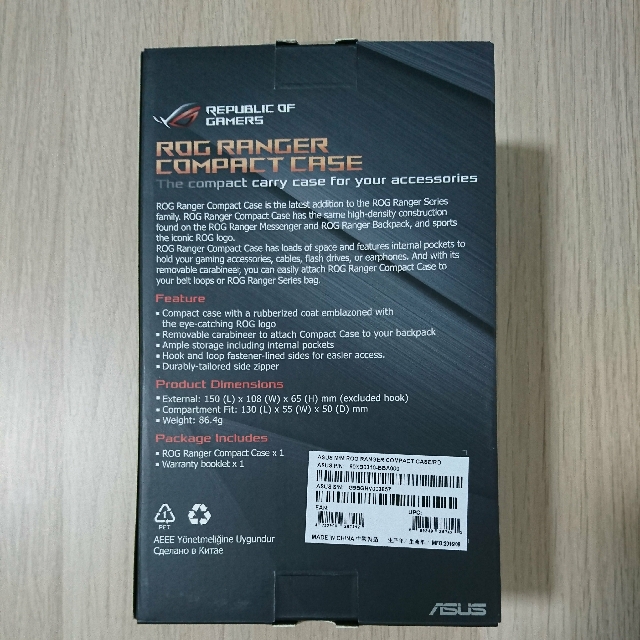 REPUBLIC OF
GAMERS
ROG RANGER
COMPACT CASE
The compact carry case for your accessories
ROG Ranger Compact Case is the latest addition to the ROG Ranger Series
family. ROG Ranger Compact Case has the same high-density construction
found on the ROG Ranger Messenger and ROG Ranger Backpack, and sports
the iconic ROG logo.
ROG Ranger Compact Case has loads of space and features internal pockets to
hold your gaming accessories, cables, flash drives, or earphones. And with its
removable carabineer, you can easily attach ROG Ranger Compact Case to
your belt loops or ROG Ranger Series bag.
Feature
▪ Compact case with a rubberized coat emblazoned with
the eye-catching ROG logo
▪ Removable carabineer to attach Compact Case to your backpack
▪ Ample storage including internal pockets
▪ Hook and loop fastener-lined sides for easier access.
▪ Durably-tailored side zipper
Product Dimensions
▪ External: 150 (L) x 108 (W) x 65 (H) mm (excluded hook)
▪ Compartment Fit: 130 (L) x 55 (W) x 50 (D) mm
▪ Weight: 86.4g
Package Includes
▪ ROG Ranger Compact Case x 1
▪ Warranty booklet x 1
ASUS M/M ROG RANGER COMPACT CASE/RD
ASUS P/N:
ASUS S/N:
EAN:
UPC:
MADE IN CHINA
1
PET
AEEE Yönetmeliğine Uygundur
Сделано в Китае
ASUS